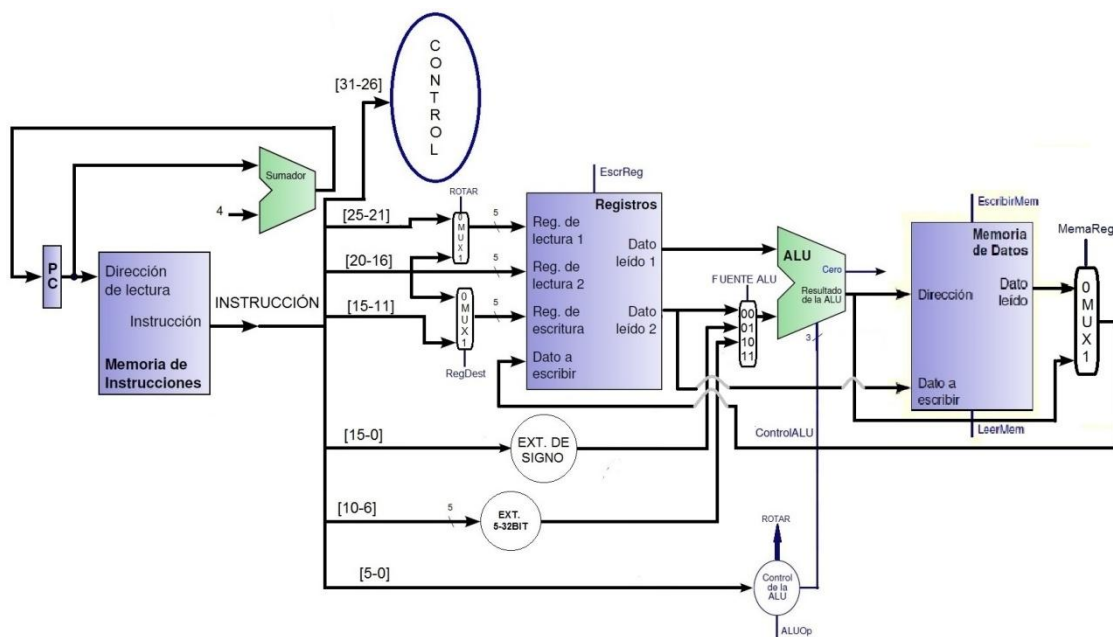 CONTROL
[31-26]
Sumador
4
PC
Dirección
de lectura
Instrucción
Memoria de
Instrucciones
INSTRUCCIÓN
[25-21]
[20-16]
[15-11]
[15-0]
[10-6]
[5-0]
ROTAR
0
MUX
1
5
5
5
0
MUX
1
RegDest
EscrReg
Registros
Reg. de
lectura 1
Reg. de
lectura 2
Reg. de
escritura
Dato a
escribir
Dato
leído 1
Dato
leído 2
FUENTE ALU
00
01
10
11
ALU
Cero
Resultado
de la ALU
3
ControlALU
EscribirMem
Memoria
de Datos
Dirección
Dato
leído
Dato a
escribir
LeerMem
MemaReg
0
MUX
1
EXT. DE
SIGNO
5
EXT.
5-32BIT
ROTAR
Control
de la
ALU
ALUOp